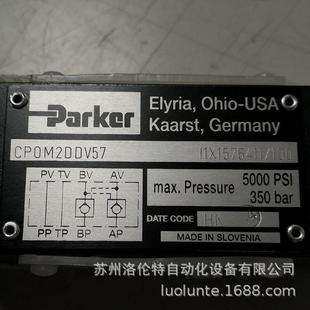 Parker
Elyria, Ohio-USA
Kaarst, Germany
CPOM2DDV57
PV TV BV AV
PP TP BP AP
max. Pressure
5000 PSI
350 bar
DATE CODE
MADE IN SLOVENIA
苏州洛伦特自动化设备有限公司
luolunte.1688.com